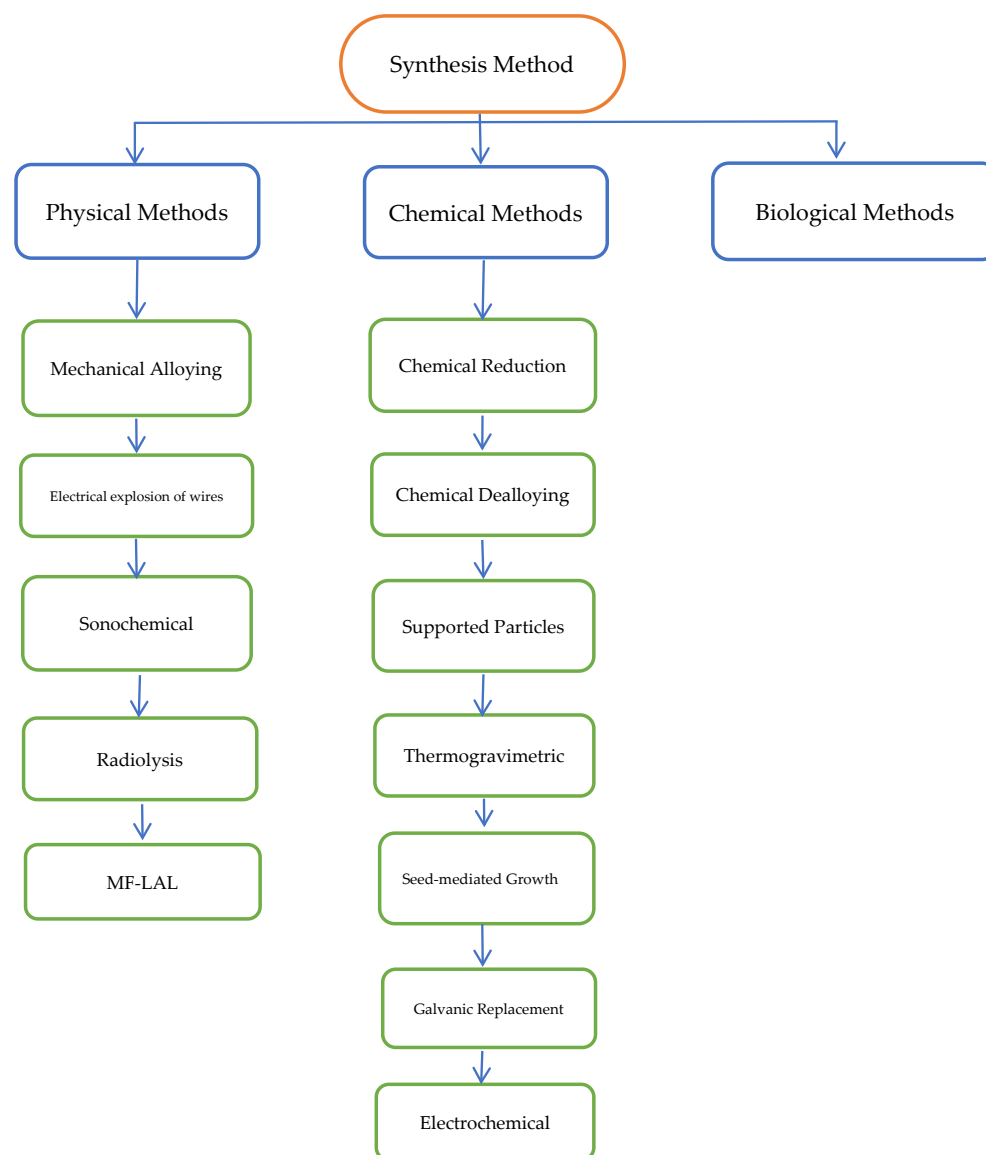 Synthesis Method
Physical Methods
Chemical Methods
Biological Methods
Mechanical Alloying
Electrical explosion of wires
Sonochemical
Radiolysis
MF-LAL
Chemical Reduction
Chemical Dealloying
Supported Particles
Thermogravimetric
Seed-mediated Growth
Galvanic Replacement
Electrochemical